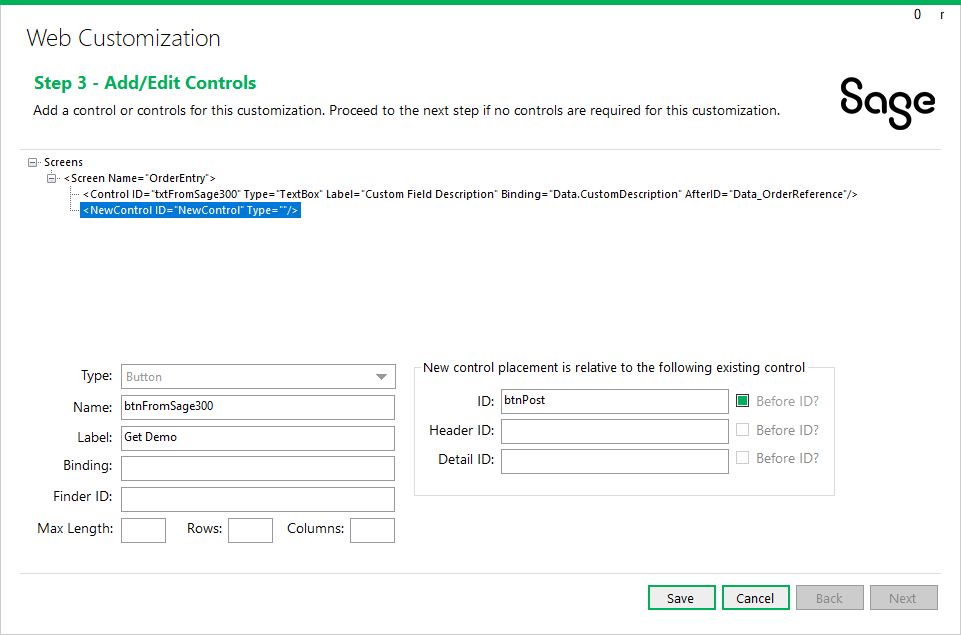 0 r
Web Customization
Step 3 - Add/Edit Controls
Add a control or controls for this customization. Proceed to the next step if no controls are required for this customization.
Sage
Screens
<Screen Name="OrderEntry">
<Control ID="txtFromSage300" Type="TextBox" Label="Custom Field Description" Binding="Data.CustomDescription" AfterID="Data_OrderReference"/>
<NewControl ID="NewControl" Type=""/>
New control placement is relative to the following existing control
Type: Button
Name: btnFromSage300
Label: Get Demo
Binding:
Finder ID:
Max Length: Rows: Columns:
ID: btnPost Before ID?
Header ID: Before ID?
Detail ID: Before ID?
Save Cancel Back Next